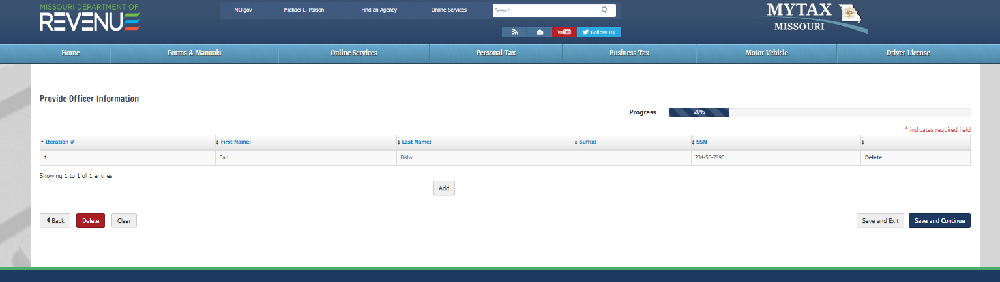 MISSOURI DEPARTMENT OF
REVENUE
MO.gov Michael L. Parson Find an Agency Online Services Search
MYTAX
MISSOURI
You Tube Follow Us
Home Forms & Manuals Online Services Personal Tax Business Tax Motor Vehicle Driver License
Provide Officer Information
Progress 20%
* indicates required field
Iteration # First Name: Last Name: Suffix: SSN
1 Carl Bisby 234-56-7890 Delete
Showing 1 to 1 of 1 entries
Add
Back Delete Clear Save and Exit Save and Continue